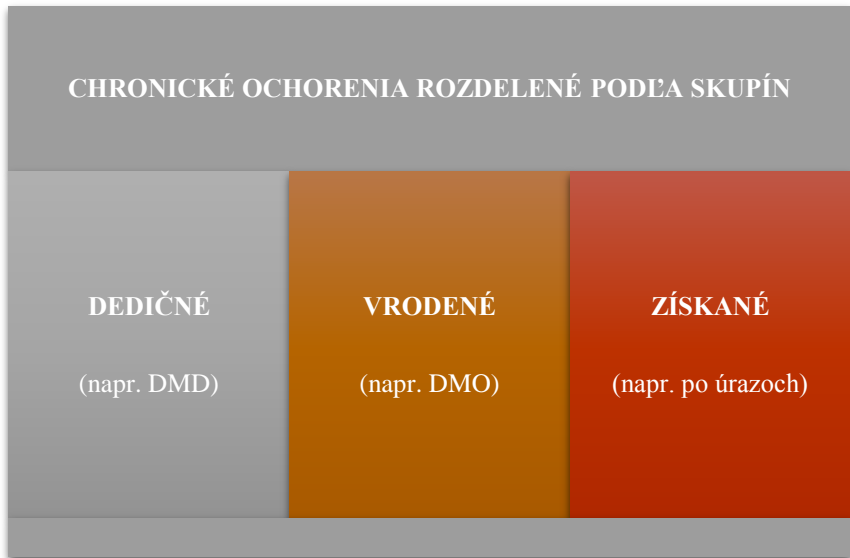 CHRONICKÉ OCHORENIA ROZDELENÉ PODĽA SKUPÍN
DEDIČNÉ
(napr. DMD)
VRODENÉ
(napr. DMO)
ZÍSKANÉ
(napr. po úrazoch)